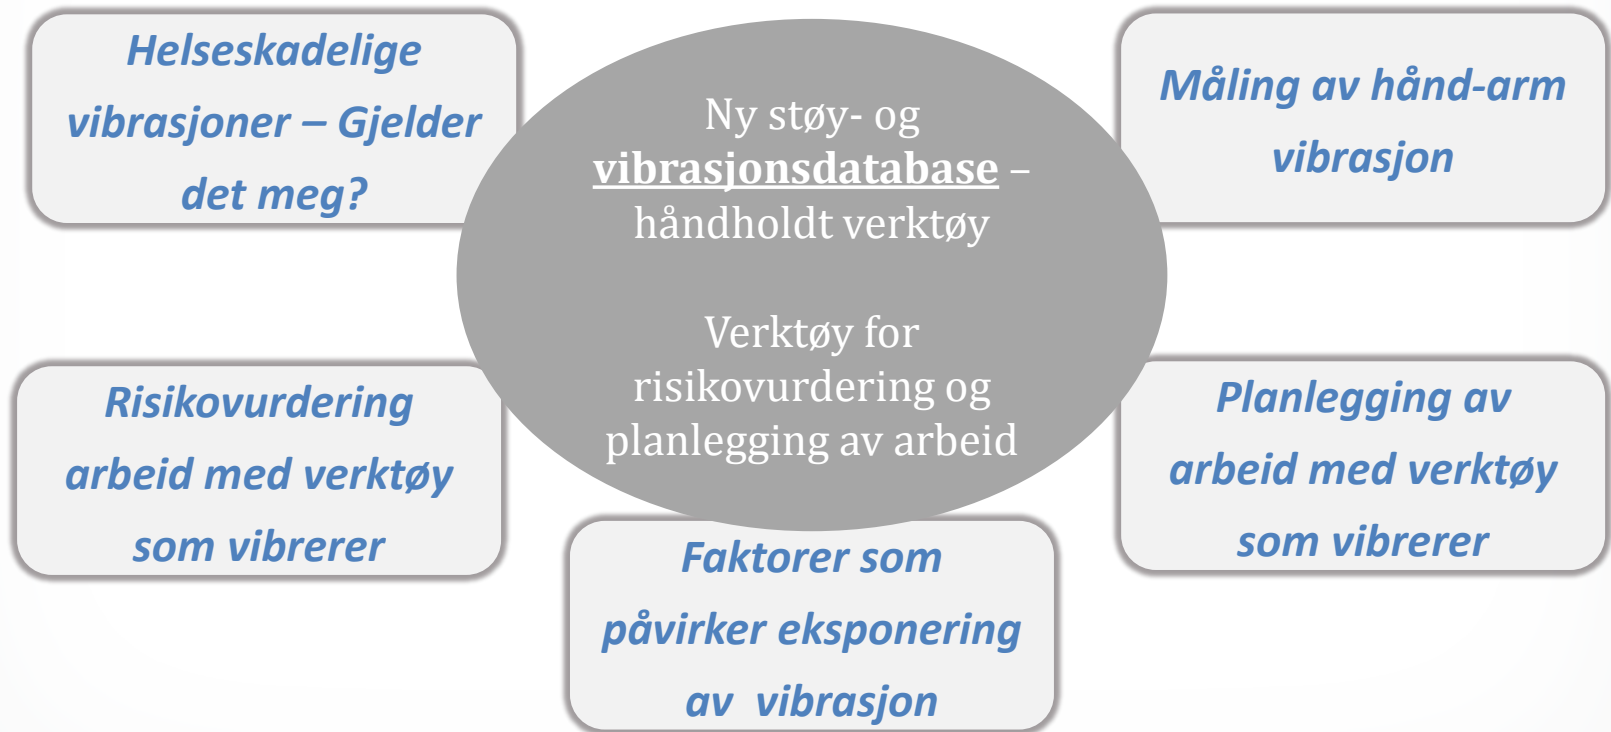 Helseskadelige
vibrasjoner – Gjelder
det meg?
Ny støy- og
vibrasjonsdatabase –
håndholdt verktøy
Verktøy for
risikovurdering og
planlegging av arbeid
Måling av hånd-arm
vibrasjon
Risikovurdering
arbeid med verktøy
som vibrerer
Faktorer som
påvirker eksponering
av  vibrasjon
Planlegging av
arbeid med verktøy
som vibrerer